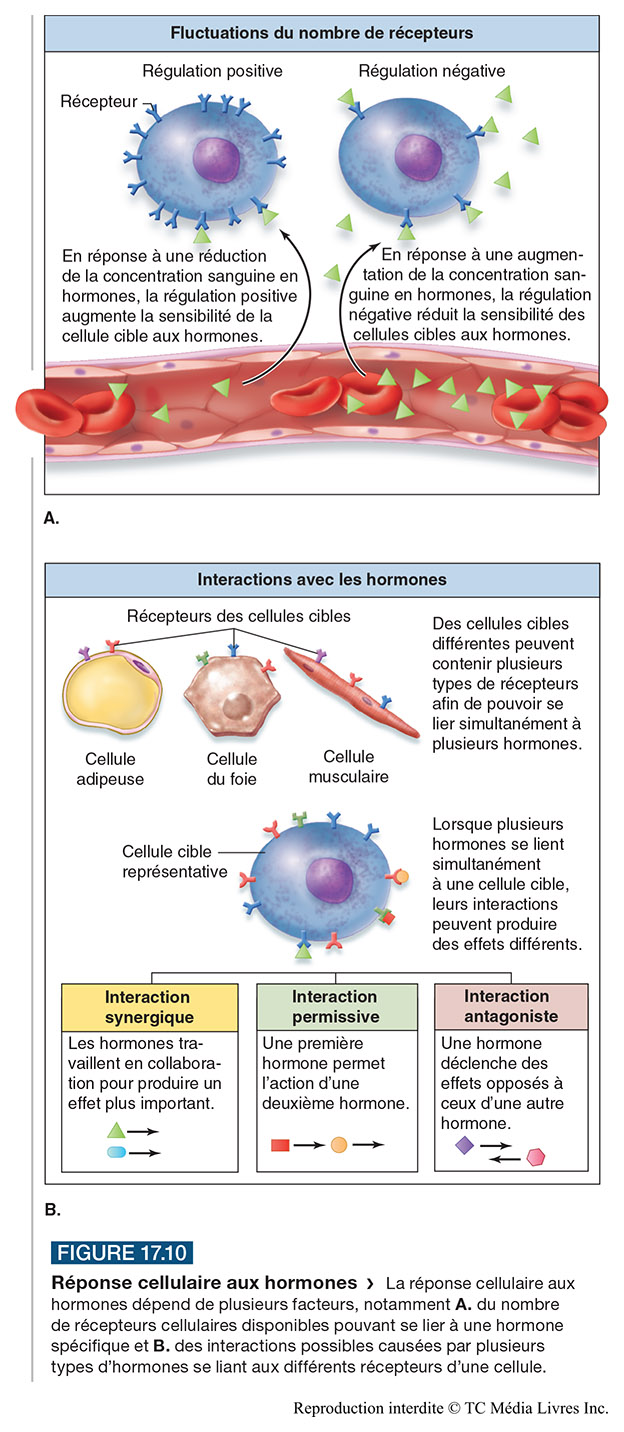 Fluctuations du nombre de récepteurs
Régulation positive
Régulation négative
Récepteur
En réponse à une réduction
de la concentration sanguine en
hormones, la régulation positive
augmente la sensibilité de la
cellule cible aux hormones.
En réponse à une augmen-
tation de la concentration san-
guine en hormones, la régulation
négative réduit la sensibilité des
cellules cibles aux hormones.
A.
Interactions avec les hormones
Récepteurs des cellules cibles
Cellule
adipeuse
Cellule
du foie
Cellule
musculaire
Des cellules cibles
différentes peuvent
contenir plusieurs
types de récepteurs
afin de pouvoir se
lier simultanément à
plusieurs hormones.
Cellule cible
représentative
Lorsque plusieurs
hormones se lient
simultanément
à une cellule cible,
leurs interactions
peuvent produire
des effets différents.
Interaction
synergique
Les hormones tra-
vaillent en collabora-
tion pour produire un
effet plus important.
Interaction
permissive
Une première
hormone permet
l'action d'une
deuxième hormone.
Interaction
antagoniste
Une hormone
déclenche des
effets opposés à
ceux d'une autre
hormone.
B.
FIGURE 17.10
Réponse cellulaire aux hormones › La réponse cellulaire aux
hormones dépend de plusieurs facteurs, notamment A. du nombre
de récepteurs cellulaires disponibles pouvant se lier à une hormone
spécifique et B. des interactions possibles causées par plusieurs
types d'hormones se liant aux différents récepteurs d'une cellule.
Reproduction interdite © TC Média Livres Inc.